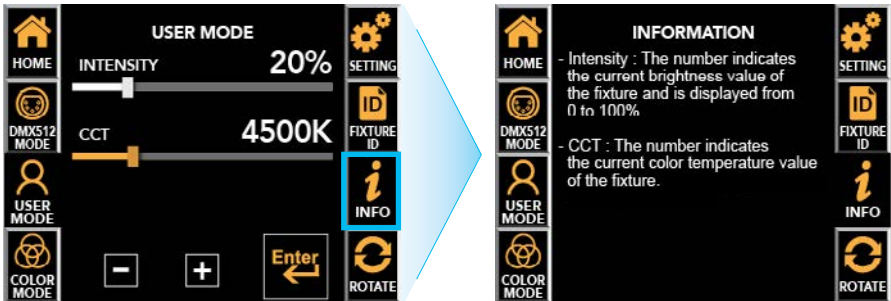 HOME
DMX512
MODE
USER
MODE
COLOR
MODE
USER MODE
INTENSITY 20%
CCT 4500K
-
+
Enter
SETTING
ID
FIXTURE
ID
i
INFO
ROTATE
HOME
DMX512
MODE
USER
MODE
COLOR
MODE
INFORMATION
- Intensity : The number indicates
the current brightness value of
the fixture and is displayed from
0 to 100%
- CCT : The number indicates
the current color temperature value
of the fixture.
SETTING
ID
FIXTURE
ID
i
INFO
ROTATE